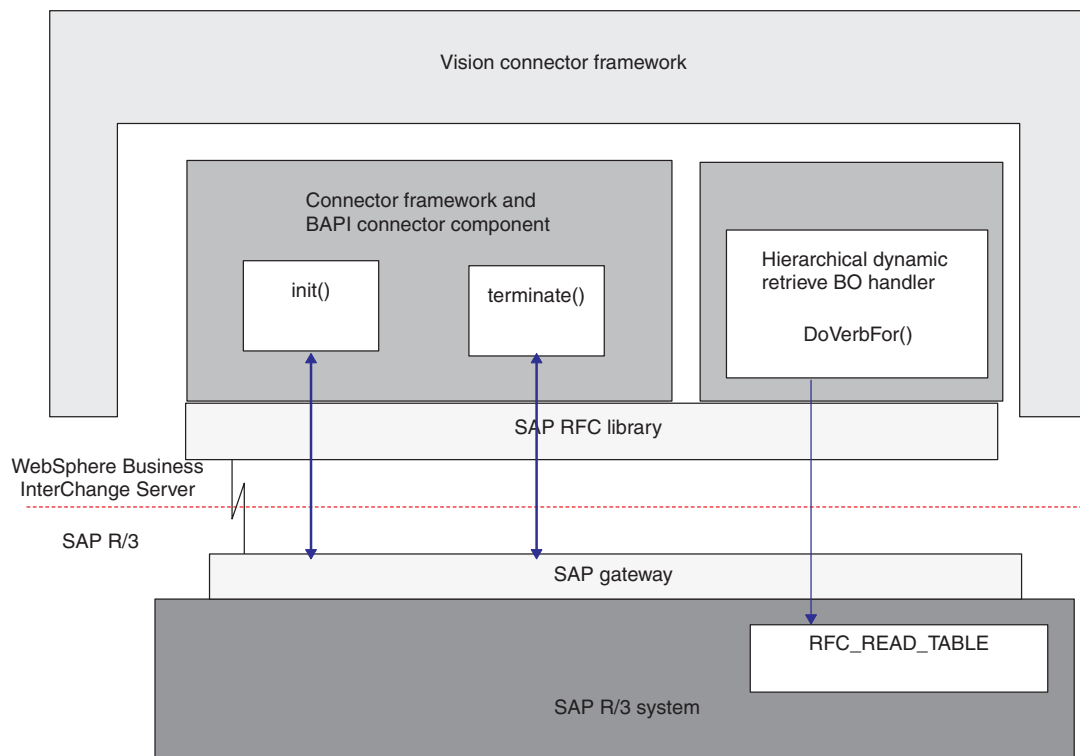 Vision connector framework
Connector framework and
BAPI connector component
init()
terminate()
Hierarchical dynamic
retrieve BO handler
DoVerbFor()
SAP RFC library
WebSphere Business
InterChange Server
SAP R/3
SAP gateway
RFC_READ_TABLE
SAP R/3 system